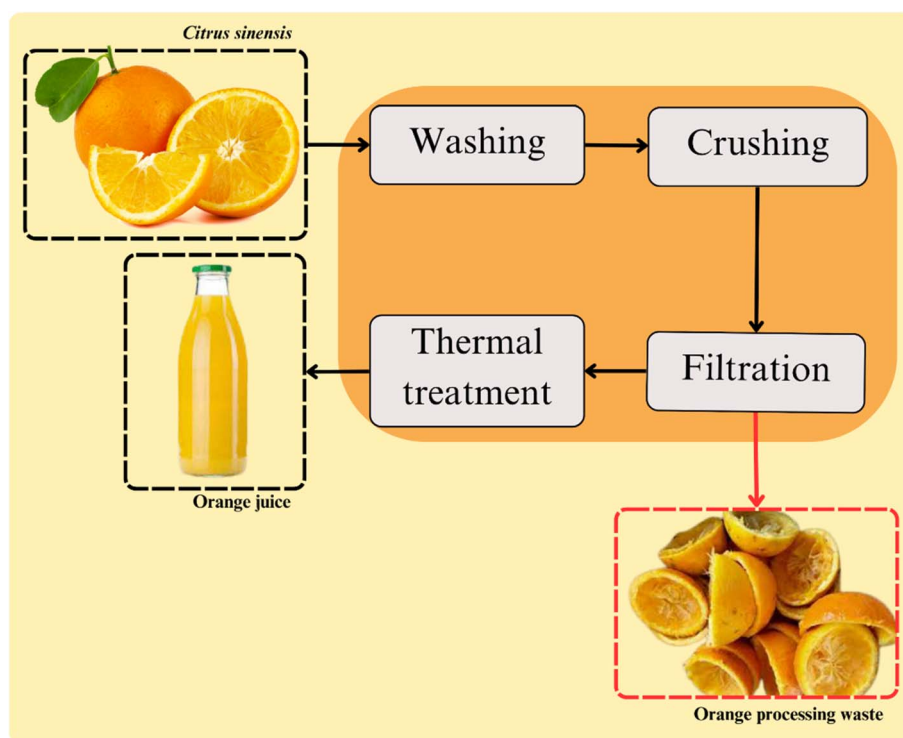 Citrus sinensis
Washing
Crushing
Thermal
treatment
Filtration
Orange juice
Orange processing waste